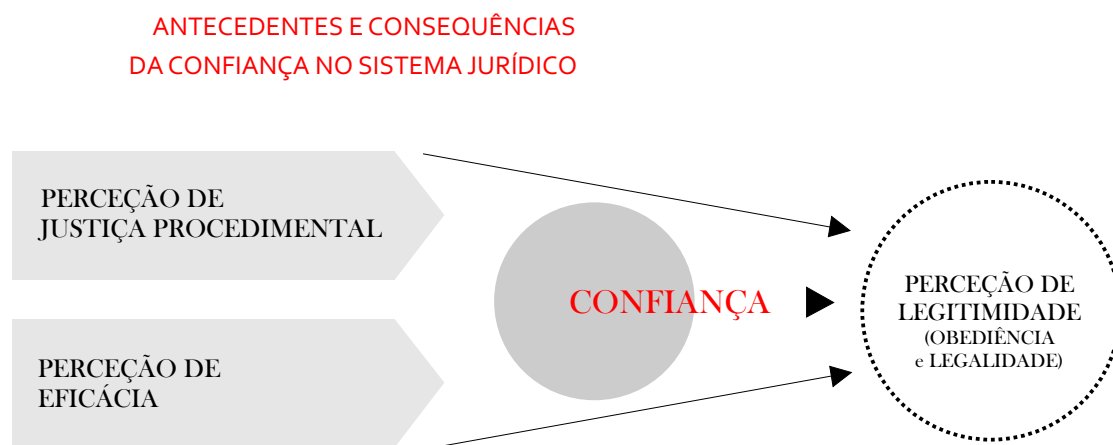 ANTECEDENTES E CONSEQUÊNCIAS
DA CONFIANÇA NO SISTEMA JURÍDICO
PERCEÇÃO DE
JUSTIÇA PROCEDIMENTAL
PERCEÇÃO DE
EFICÁCIA
CONFIANÇA
PERCEÇÃO DE
LEGITIMIDADE
(OBEDIÊNCIA
e LEGALIDADE)